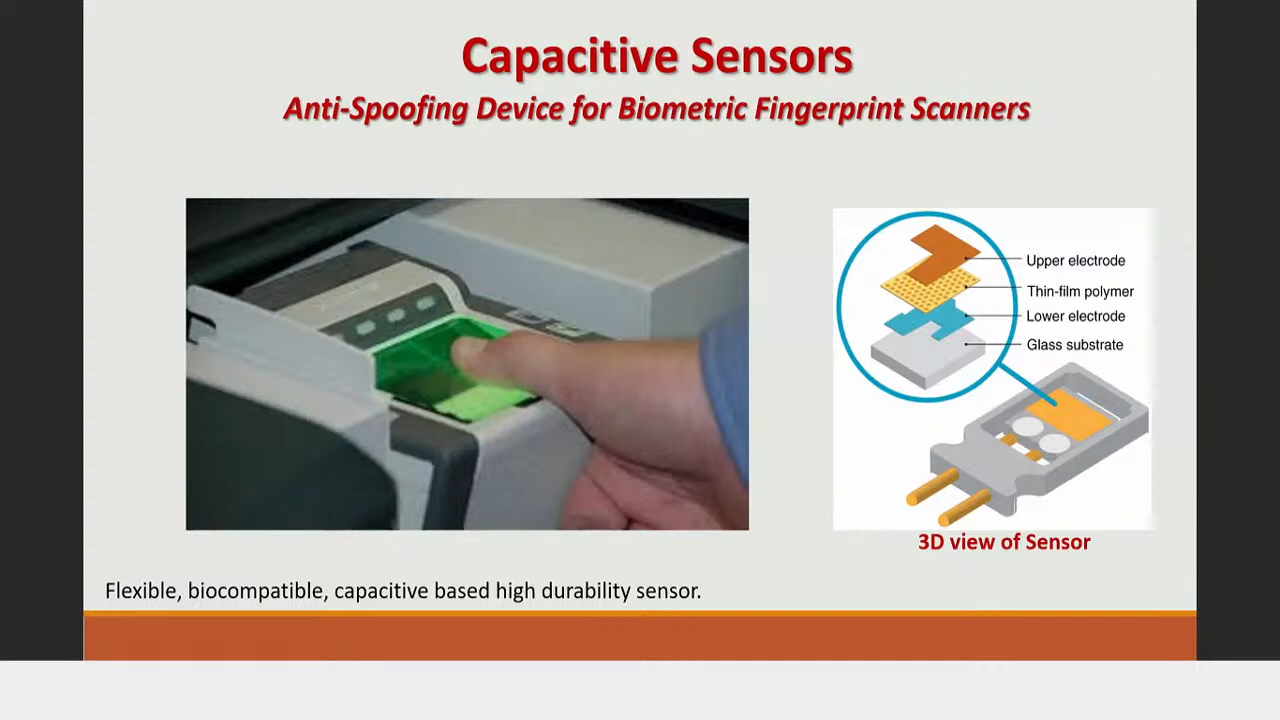 Capacitive Sensors
Anti-Spoofing Device for Biometric Fingerprint Scanners
Upper electrode
Thin-film polymer
Lower electrode
Glass substrate
3D view of Sensor
Flexible, biocompatible, capacitive based high durability sensor.